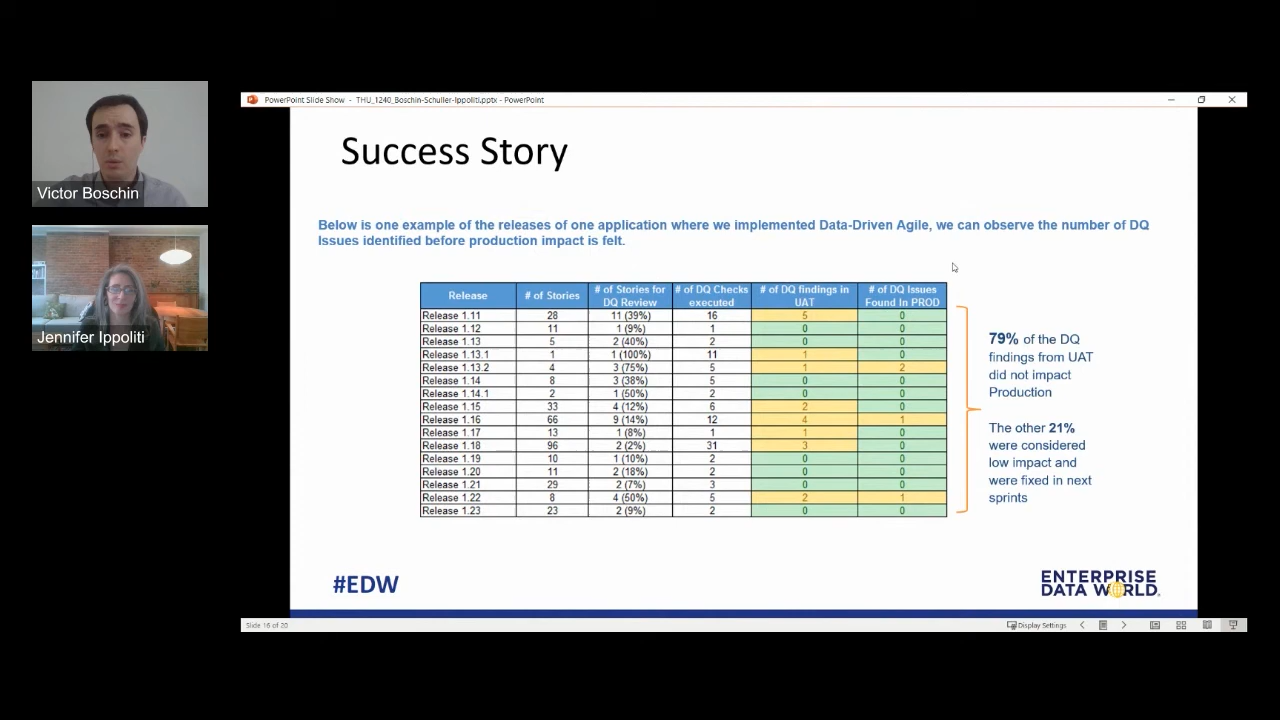 PowerPoint Slide Show - THU_1240_Boschin-Schuller-Ippoliti.pptx - PowerPoint
Victor Boschin
Jennifer Ippoliti
Success Story
Below is one example of the releases of one application where we implemented Data-Driven Agile, we can observe the number of DQ
Issues identified before production impact is felt.
Release # of Stories # of Stories for DQ Review # of DQ Checks executed # of DQ findings in UAT # of DQ Issues Found In PROD
Release 1.11 28 11 (39%) 16 5 0
Release 1.12 11 1 (9%) 1 0 0
Release 1.13 5 2 (40%) 2 0 0
Release 1.13.1 1 1 (100%) 11 1 0
Release 1.13.2 4 3 (75%) 5 1 2
Release 1.14 8 3 (38%) 5 0 0
Release 1.14.1 2 1 (50%) 2 0 0
Release 1.15 33 4 (12%) 6 2 0
Release 1.16 66 9 (14%) 12 4 1
Release 1.17 13 1 (8%) 1 1 0
Release 1.18 96 2 (2%) 31 3 0
Release 1.19 10 1 (10%) 2 0 0
Release 1.20 11 2 (18%) 2 0 0
Release 1.21 29 2 (7%) 3 0 0
Release 1.22 8 4 (50%) 5 2 1
Release 1.23 23 2 (9%) 2 0 0
79% of the DQ
findings from UAT
did not impact
Production
The other 21%
were considered
low impact and
were fixed in next
sprints
#EDW
ENTERPRISE
DATA WORLD
Slide 16 of 20
Display Settings